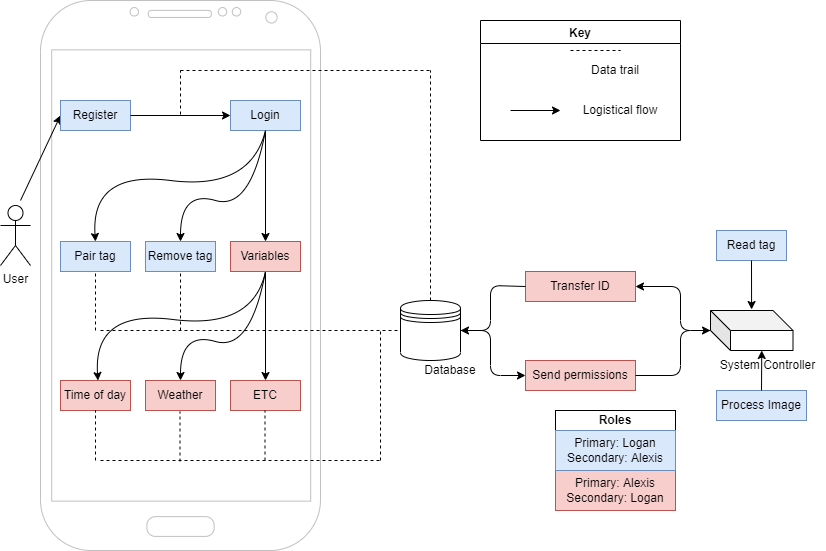 Key
Data trail
Logistical flow
Register
Login
User
Pair tag
Remove tag
Variables
Read tag
Transfer ID
Database
System Controller
Send permissions
Time of day
Weather
ETC
Process Image
Roles
Primary: Logan
Secondary: Alexis
Primary: Alexis
Secondary: Logan